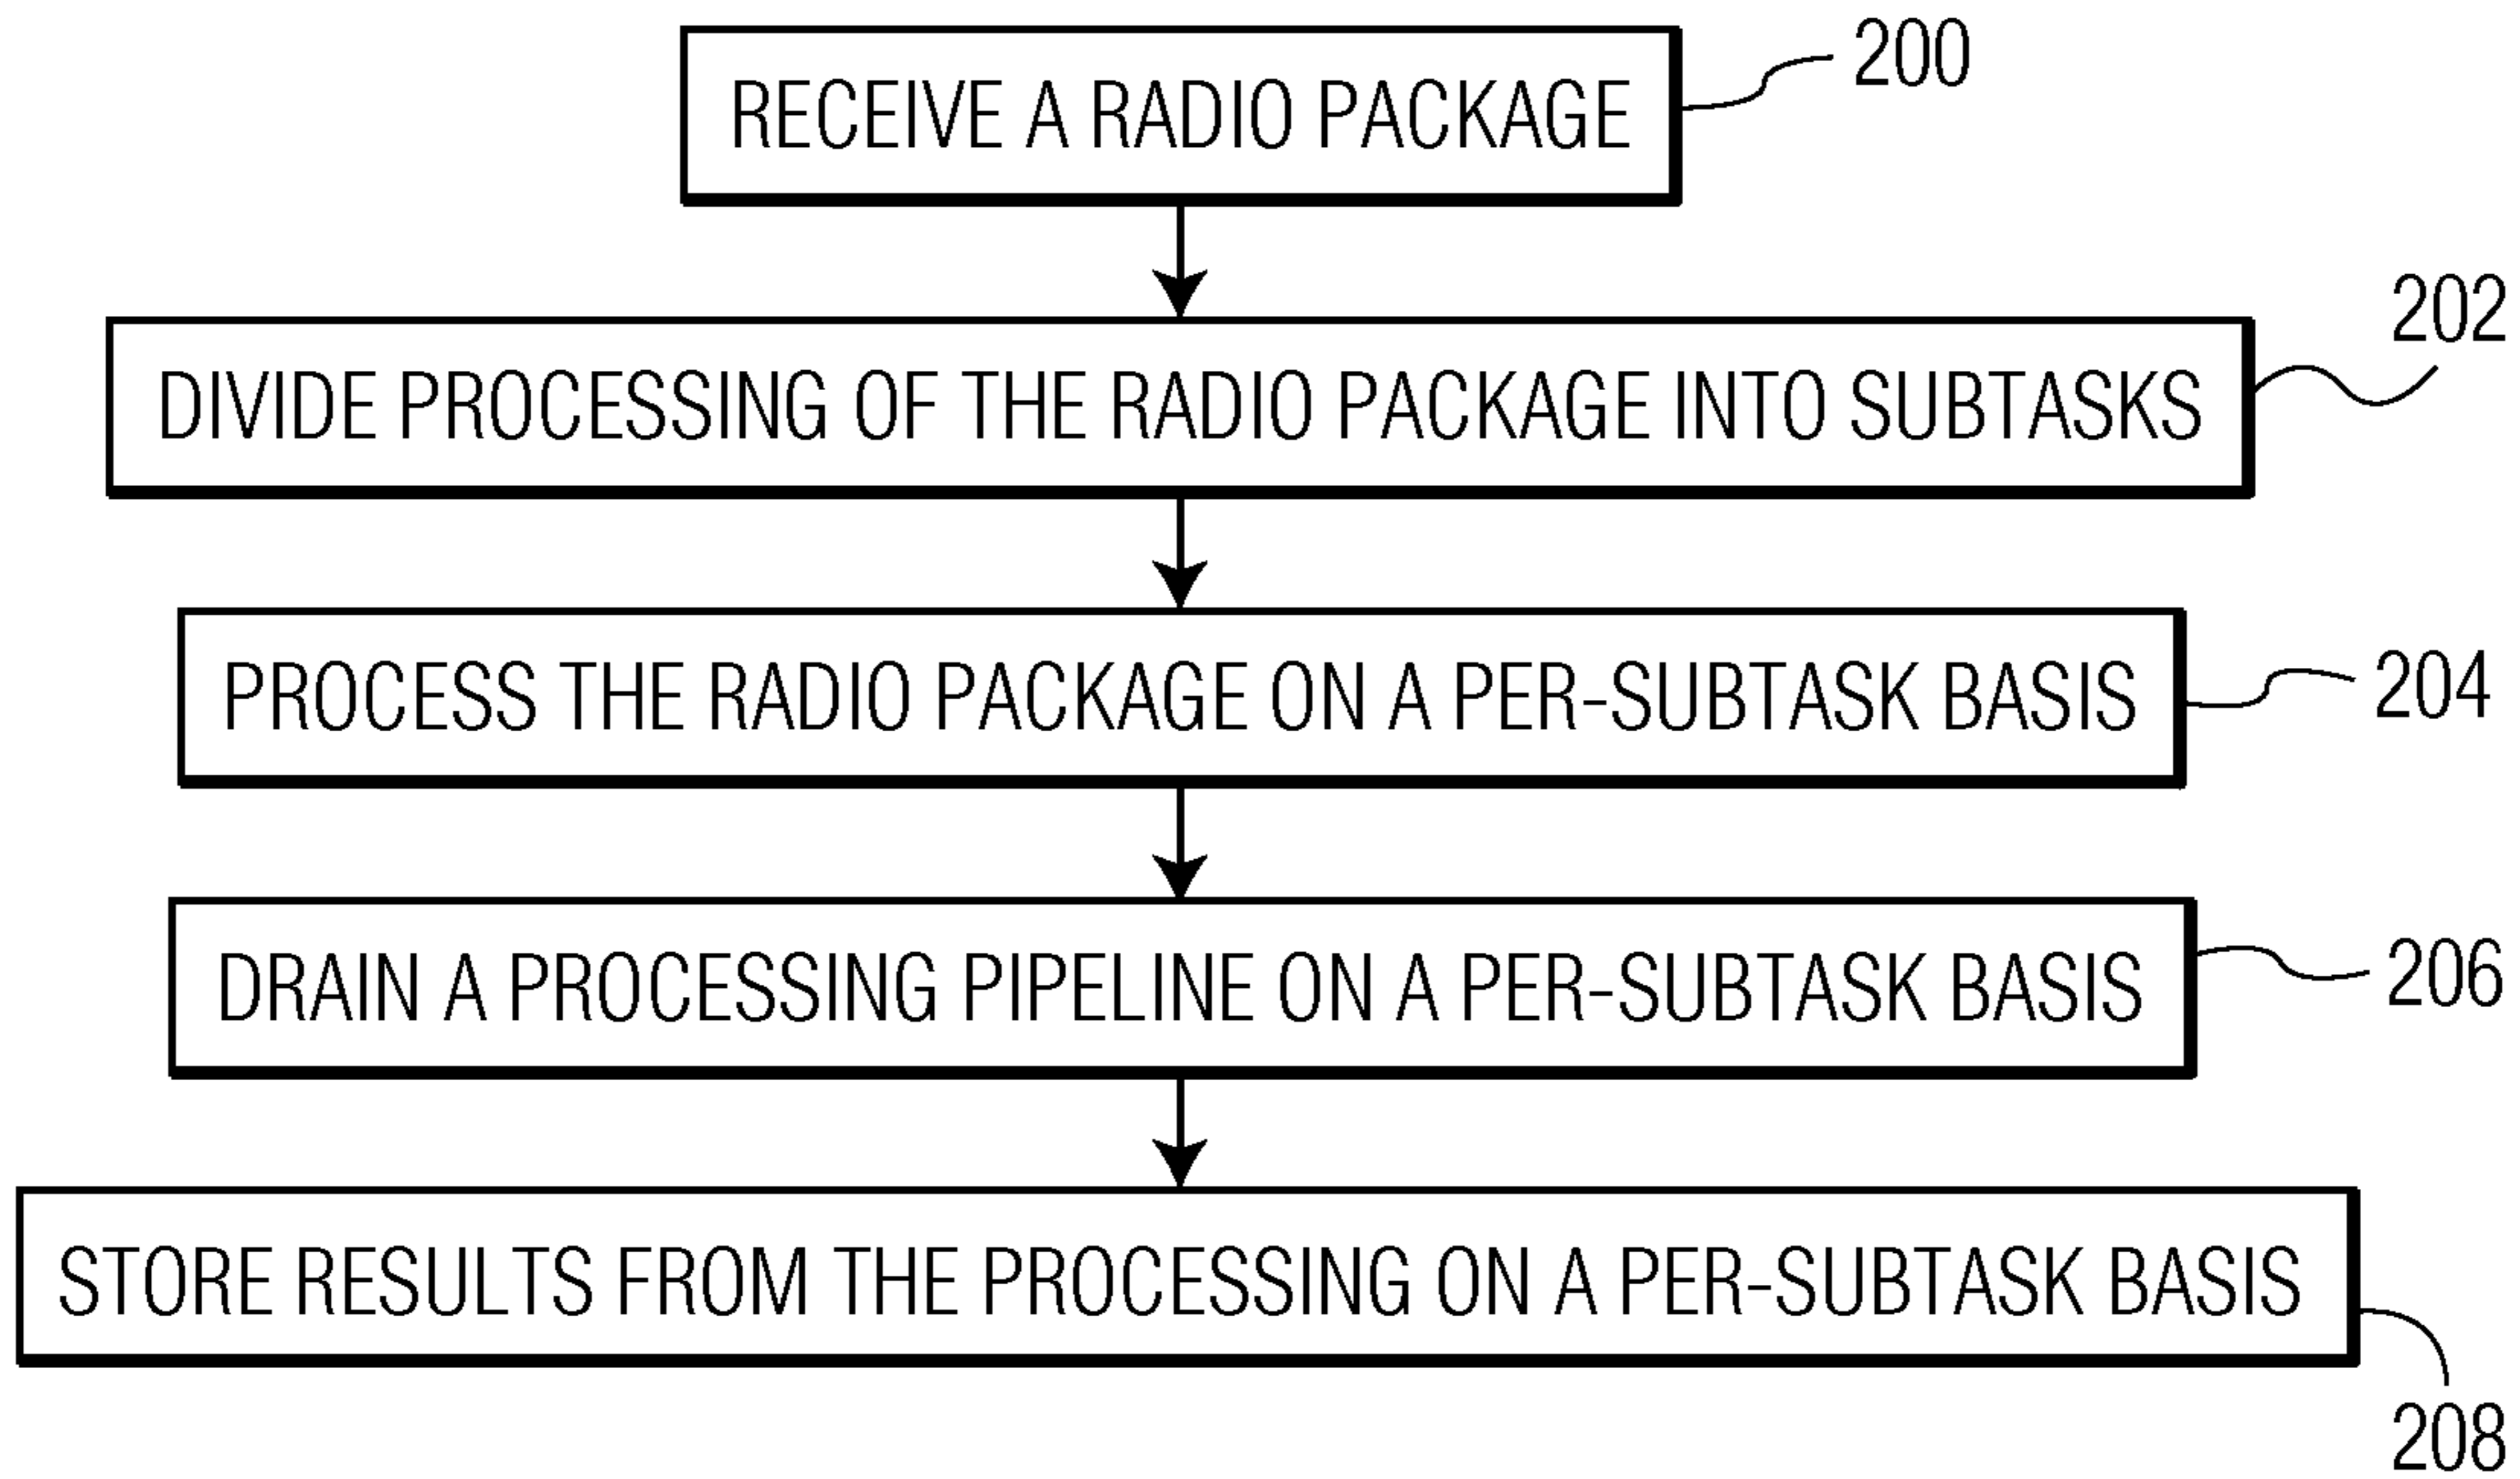 RECEIVE A RADIO PACKAGE
200
DIVIDE PROCESSING OF THE RADIO PACKAGE INTO SUBTASKS
202
PROCESS THE RADIO PACKAGE ON A PER-SUBTASK BASIS
204
DRAIN A PROCESSING PIPELINE ON A PER-SUBTASK BASIS
206
STORE RESULTS FROM THE PROCESSING ON A PER-SUBTASK BASIS
208